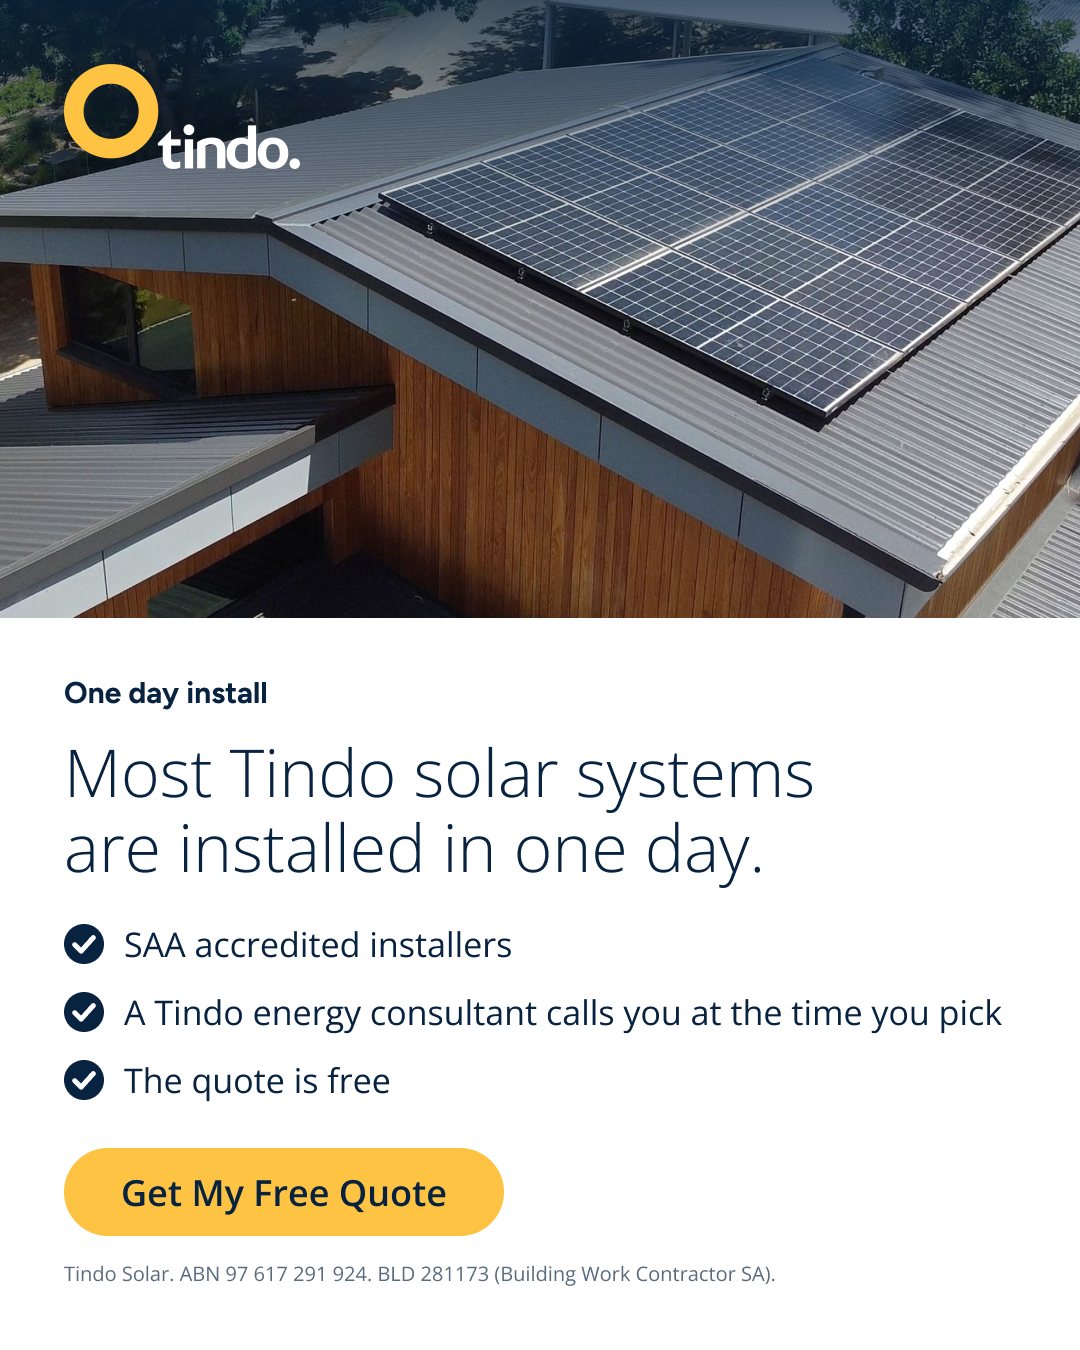 tindo.
One day install
Most Tindo solar systems
are installed in one day.
SAA accredited installers
A Tindo energy consultant calls you at the time you pick
The quote is free
Get My Free Quote
Tindo Solar. ABN 97 617 291 924. BLD 281173 (Building Work Contractor SA).